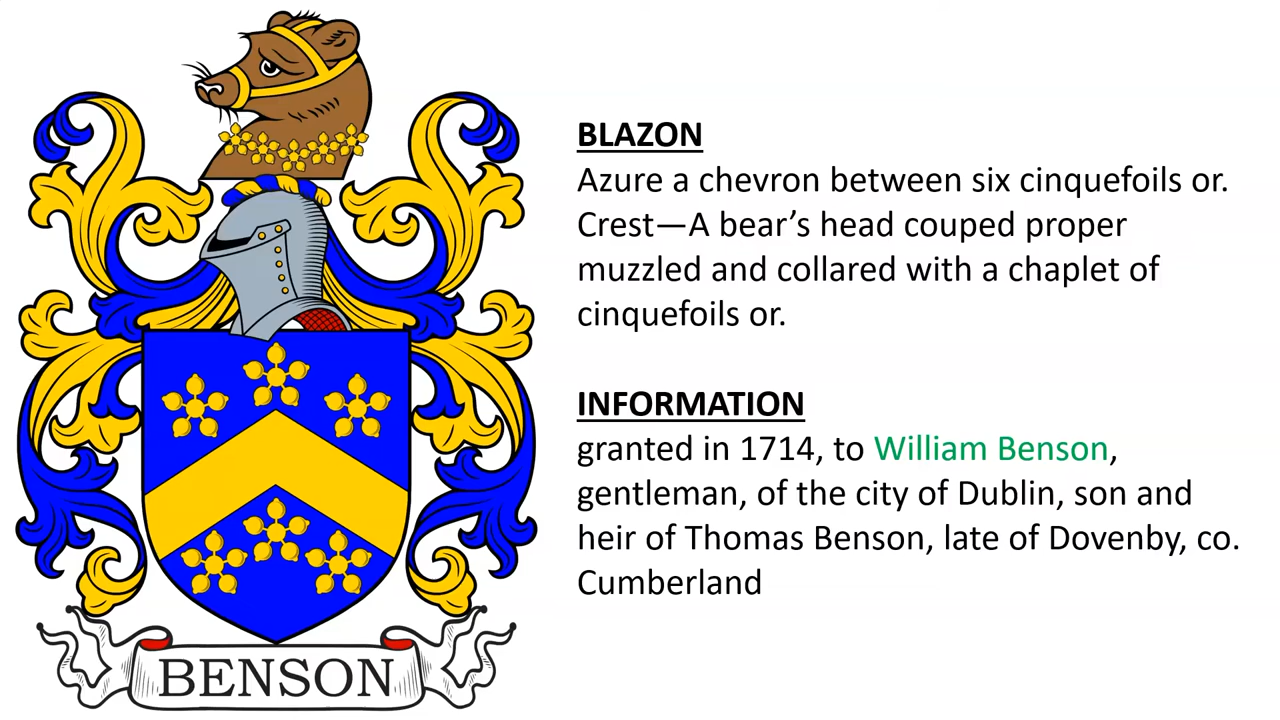 BLAZON
Azure a chevron between six cinquefoils or.
Crest—A bear’s head couped proper
muzzled and collared with a chaplet of
cinquefoils or.
INFORMATION
granted in 1714, to William Benson,
gentleman, of the city of Dublin, son and
heir of Thomas Benson, late of Dovenby, co.
Cumberland
BENSON